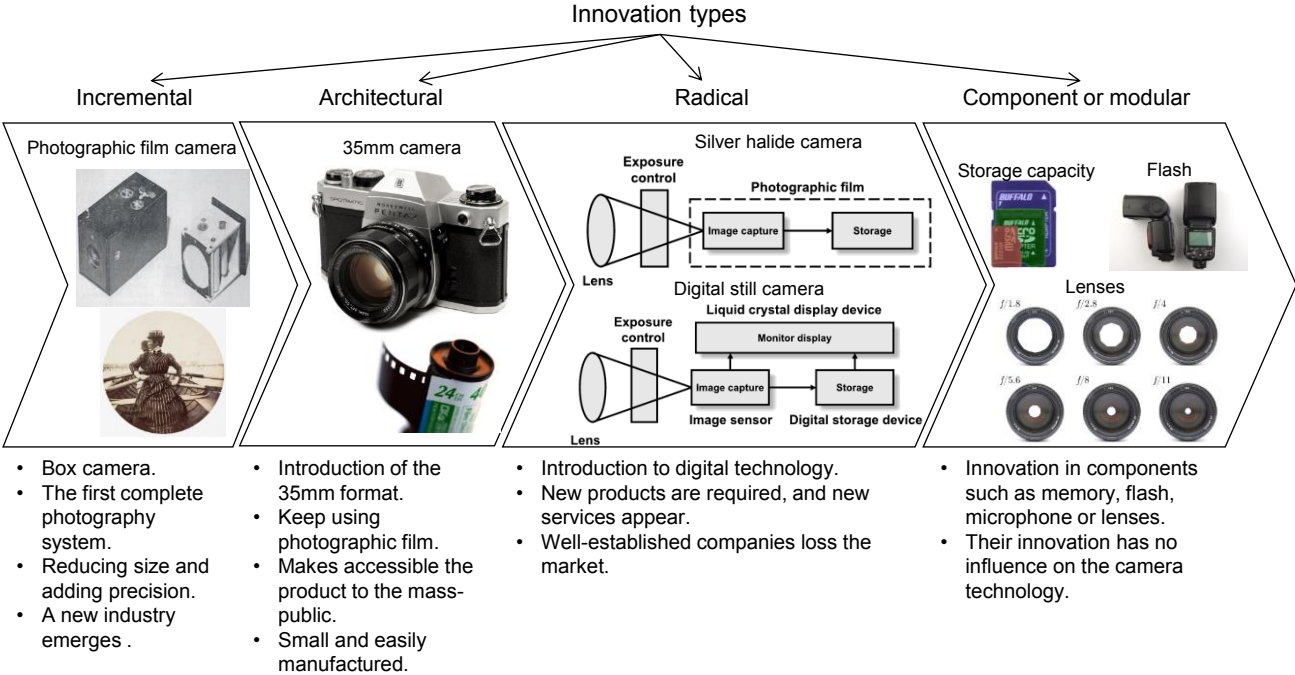 Innovation types
Incremental
Architectural
Radical
Component or modular
Photographic film camera
35mm camera
HONEYWELL
PENTAX
SPOTMATIC
24
Silver halide camera
Exposure
control
Photographic film
Image capture
Storage
Lens
Digital still camera
Liquid crystal display device
Exposure
control
Monitor display
Image capture
Storage
Image sensor
Digital storage device
Lens
Storage capacity
Flash
BUFFALO
BUFFALO
Lenses
f/1.8
f/2.8
f/4
f/5.6
f/8
f/11
• Box camera.
• The first complete
photography
system.
• Reducing size and
adding precision.
• A new industry
emerges .
• Introduction of the
35mm format.
• Keep using
photographic film.
• Makes accessible the
product to the mass-
public.
• Small and easily
manufactured.
• Introduction to digital technology.
• New products are required, and new
services appear.
• Well-established companies loss the
market.
• Innovation in components
such as memory, flash,
microphone or lenses.
• Their innovation has no
influence on the camera
technology.